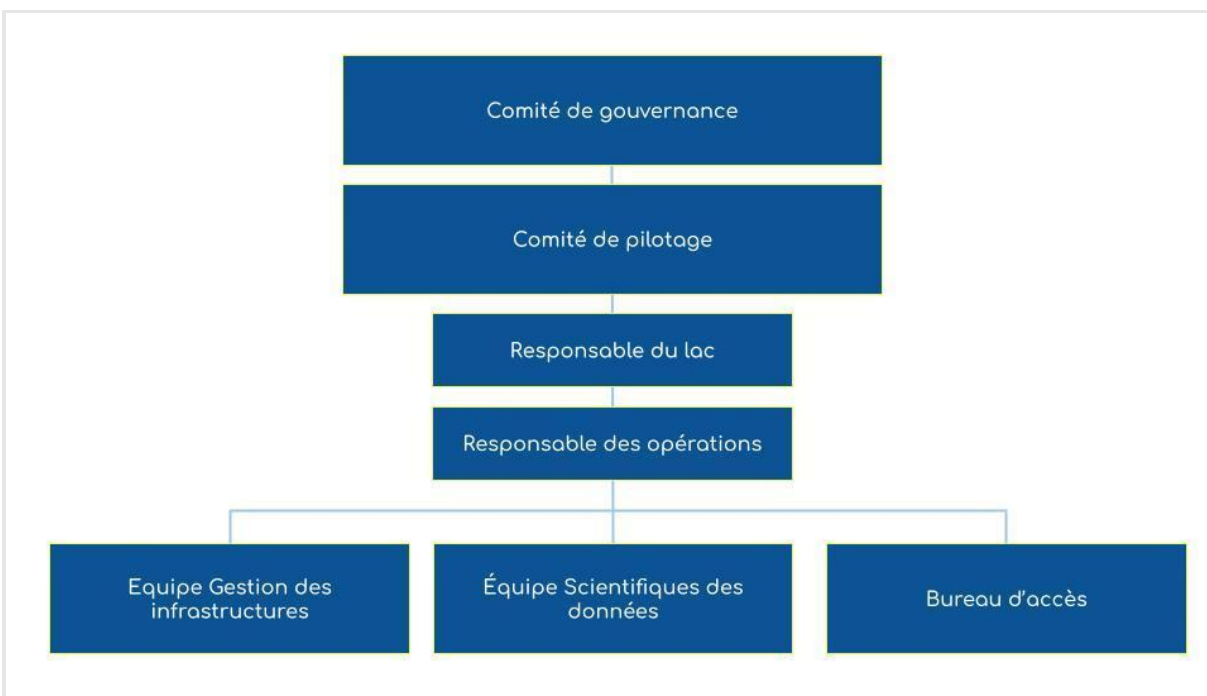 Comité de gouvernance
Comité de pilotage
Responsable du lac
Responsable des opérations
Equipe Gestion des
infrastructures
Équipe Scientifiques des
données
Bureau d'accès